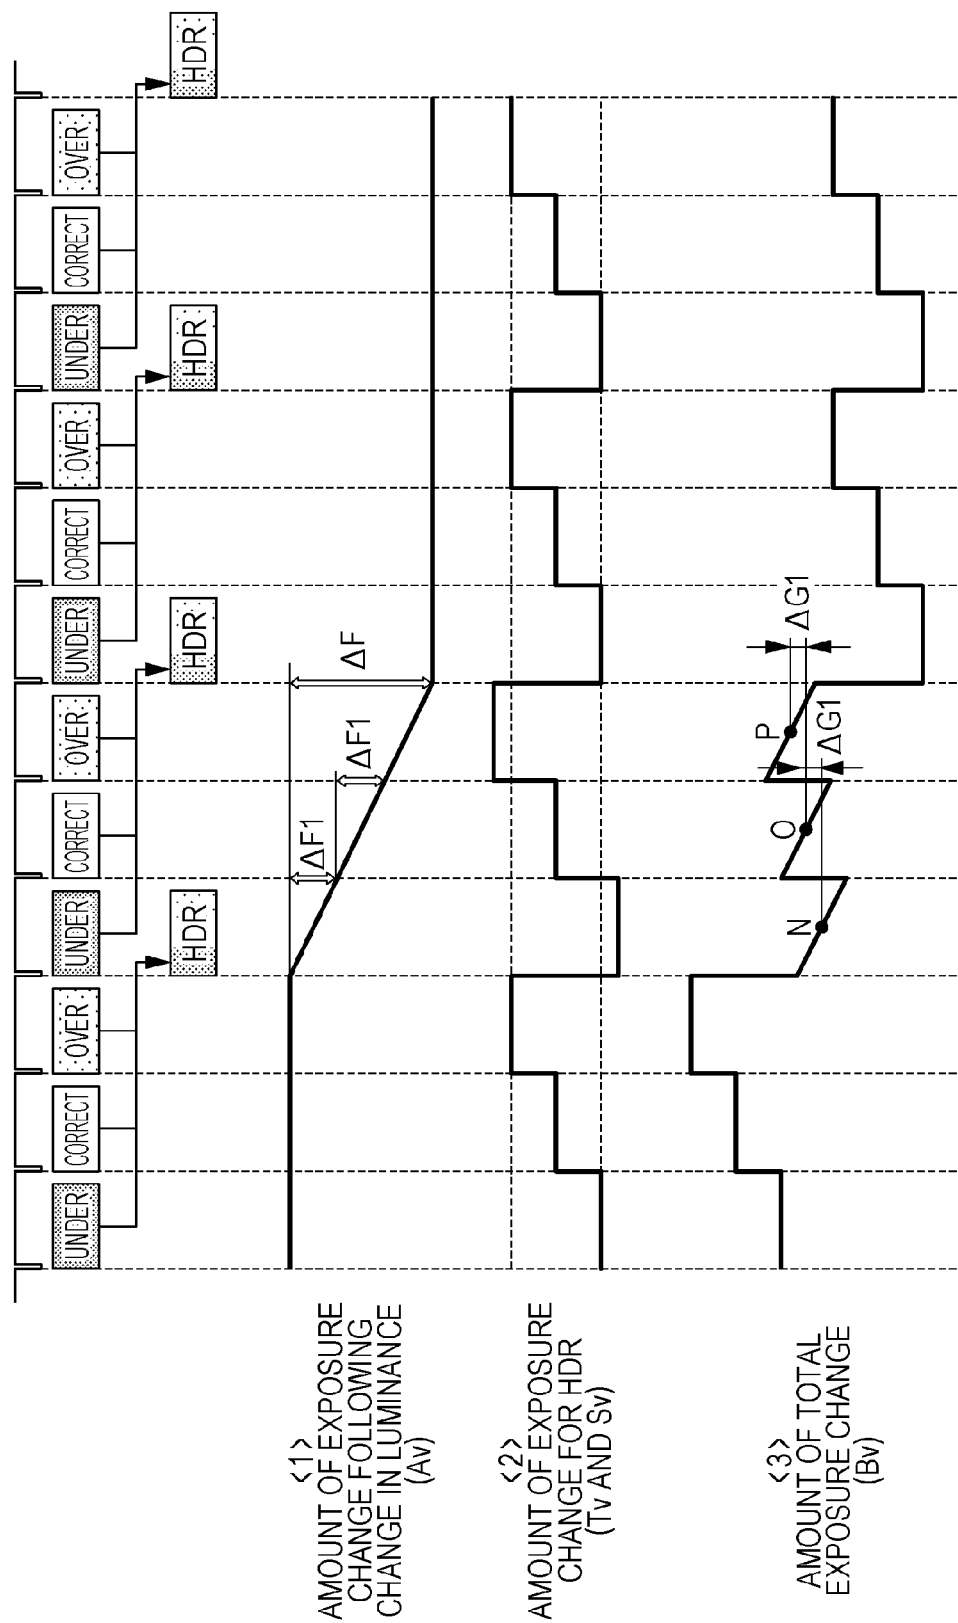 UNDER
CORRECT
OVER
UNDER
CORRECT
OVER
UNDER
CORRECT
OVER
UNDER
CORRECT
OVER
HDR
HDR
HDR
HDR
<1>
AMOUNT OF EXPOSURE
CHANGE FOLLOWING
CHANGE IN LUMINANCE
(Av)
ΔF1
ΔF1
ΔF
<2>
AMOUNT OF EXPOSURE
CHANGE FOR HDR
(Tv AND Sv)
<3>
AMOUNT OF TOTAL
EXPOSURE CHANGE
(Bv)
N
O
P
ΔG1
ΔG1